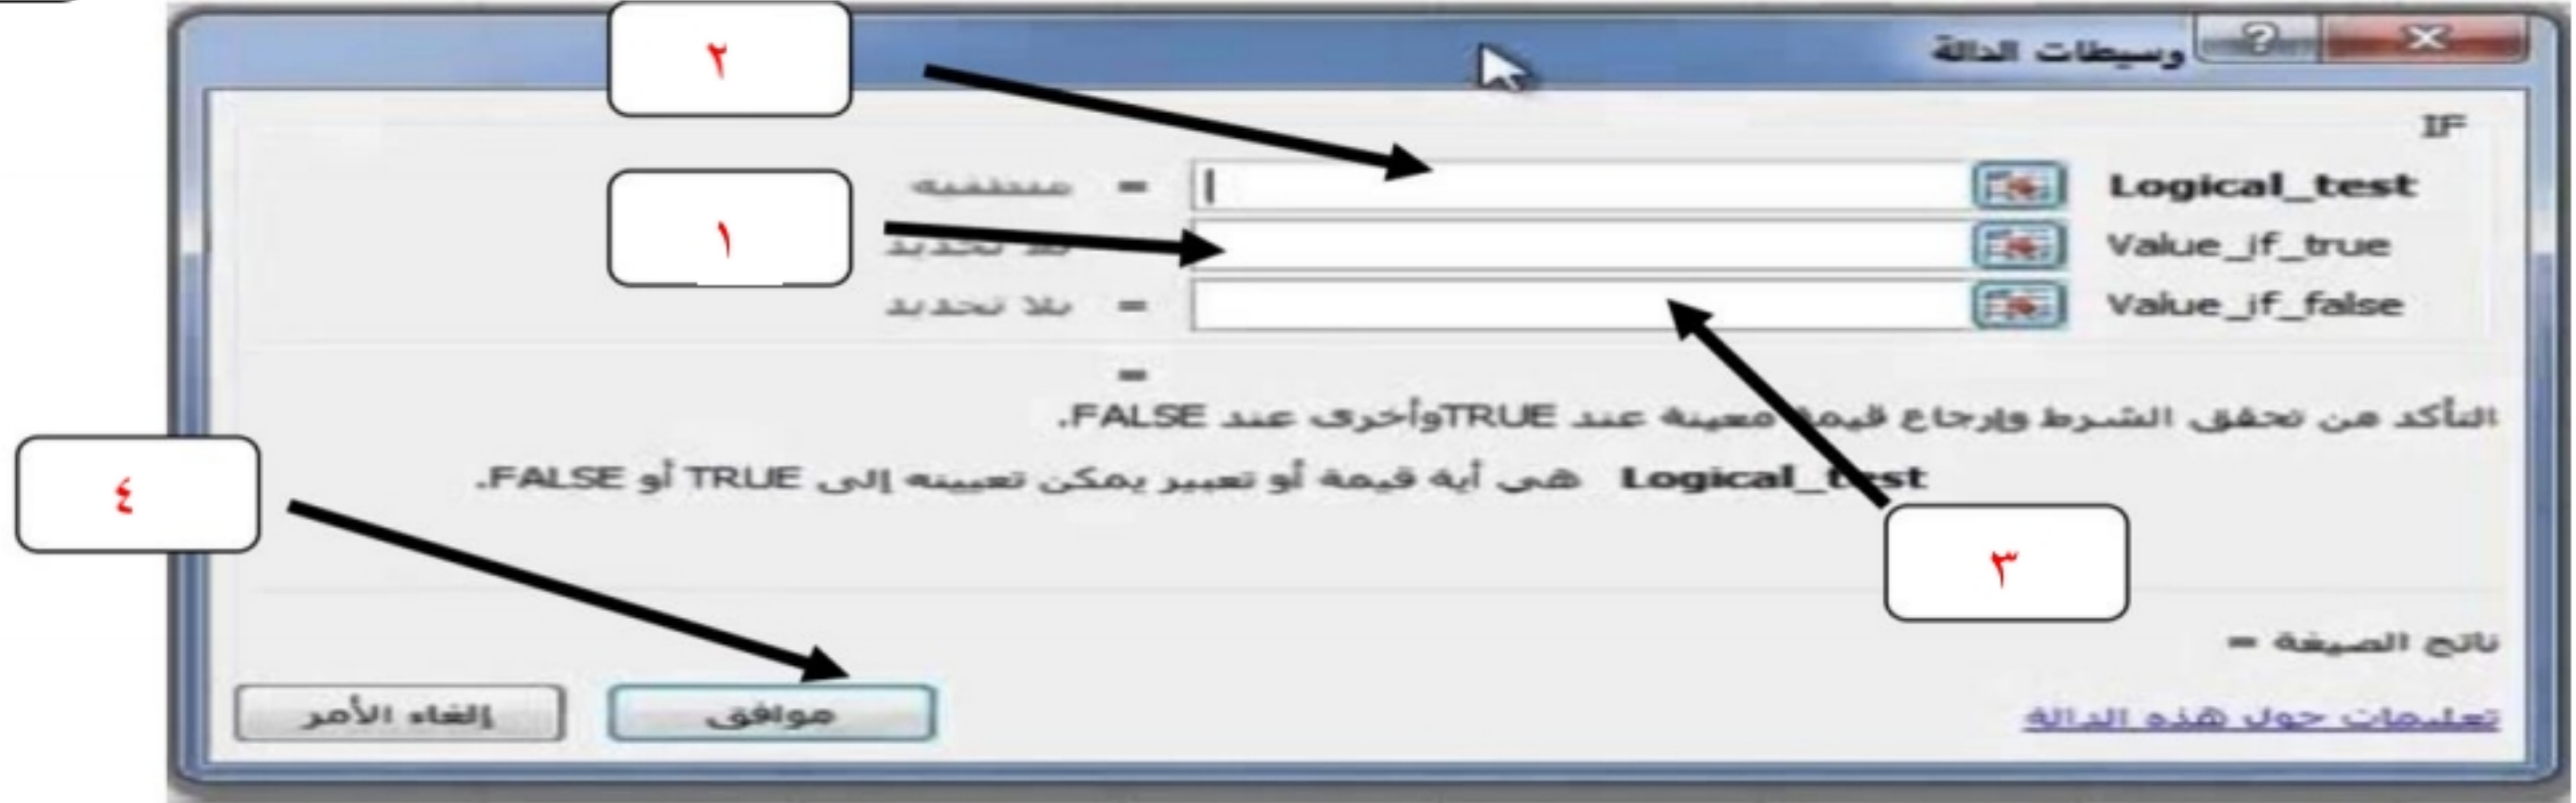 ٢
وسيطات الدالة
IF
Logical_test = منطقية
١
Value_if_true تحديد
Value_if_false = بلا تحديد
=
التأكد من تحقق الشرط وإرجاع قيمة معينة عند TRUEوأخرى عند FALSE.
Logical_test هي أية قيمة أو تعبير يمكن تعيينه إلى TRUE أو FALSE.
٤
٣
ناتج الصيغة =
تعليمات حول هذه الدالة
موافق
إلغاء الأمر